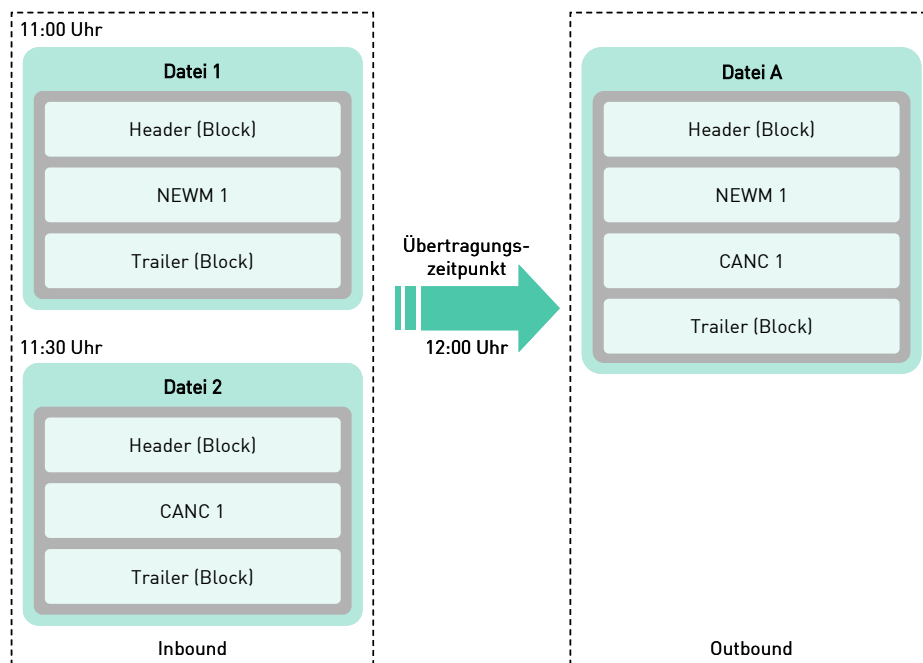 11:00 Uhr
Datei 1
Header (Block)
NEWM 1
Trailer (Block)
11:30 Uhr
Datei 2
Header (Block)
CANC 1
Trailer (Block)
Inbound
Übertragungs-
zeitpunkt
12:00 Uhr
Datei A
Header (Block)
NEWM 1
CANC 1
Trailer (Block)
Outbound